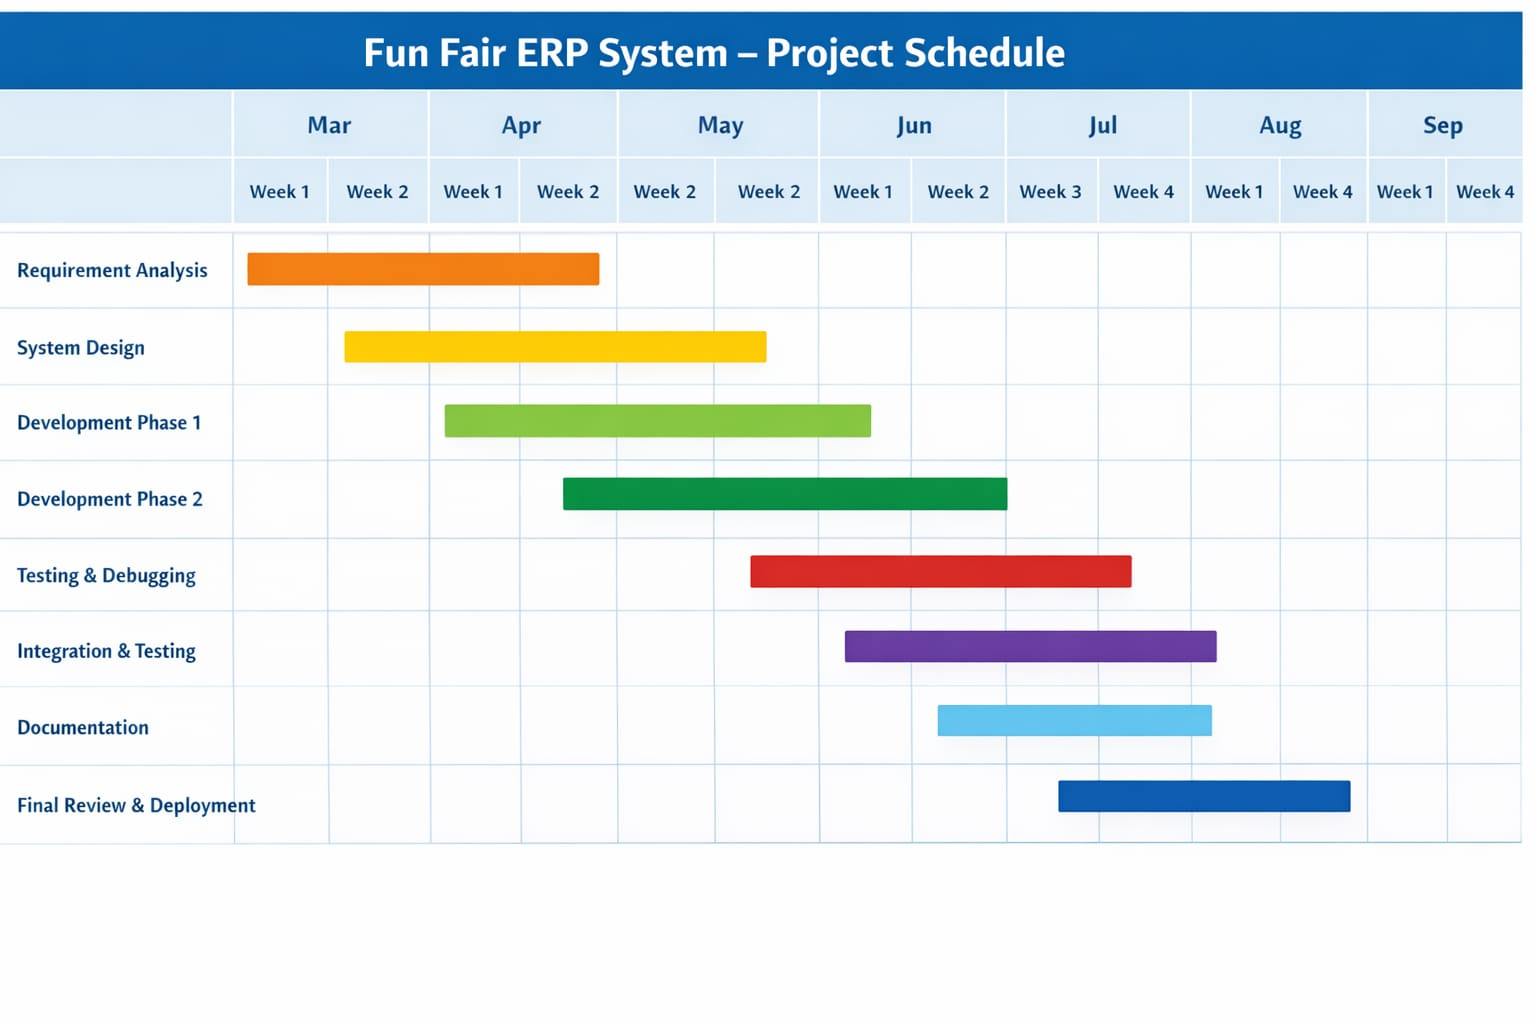 Fun Fair ERP System – Project Schedule
Mar Apr May Jun Jul Aug Sep
Week 1 Week 2 Week 1 Week 2 Week 2 Week 2 Week 1 Week 2 Week 3 Week 4 Week 1 Week 4 Week 1 Week 4
Requirement Analysis
System Design
Development Phase 1
Development Phase 2
Testing & Debugging
Integration & Testing
Documentation
Final Review & Deployment